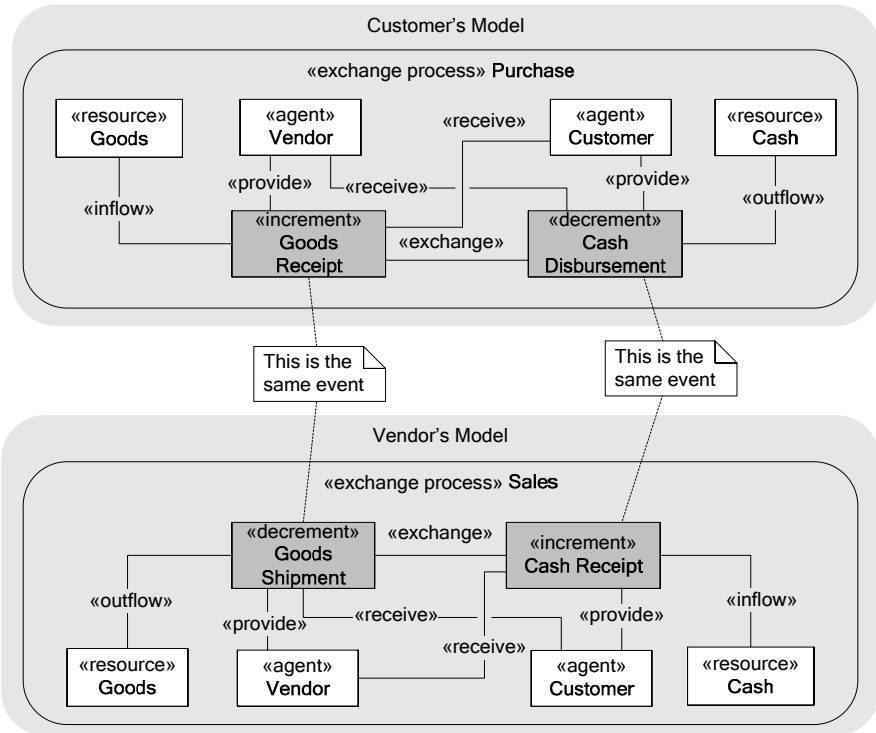 Customer's Model
«exchange process» Purchase
«resource»
Goods
«agent»
Vendor
«receive»
«agent»
Customer
«resource»
Cash
«provide»
«receive»
«provide»
«inflow»
«outflow»
«increment»
Goods
Receipt
«exchange»
«decrement»
Cash
Disbursement
This is the
same event
This is the
same event
Vendor's Model
«exchange process» Sales
«decrement»
Goods
Shipment
«exchange»
«increment»
Cash Receipt
«outflow»
«provide»
«receive»
«receive»
«provide»
«inflow»
«resource»
Goods
«agent»
Vendor
«agent»
Customer
«resource»
Cash